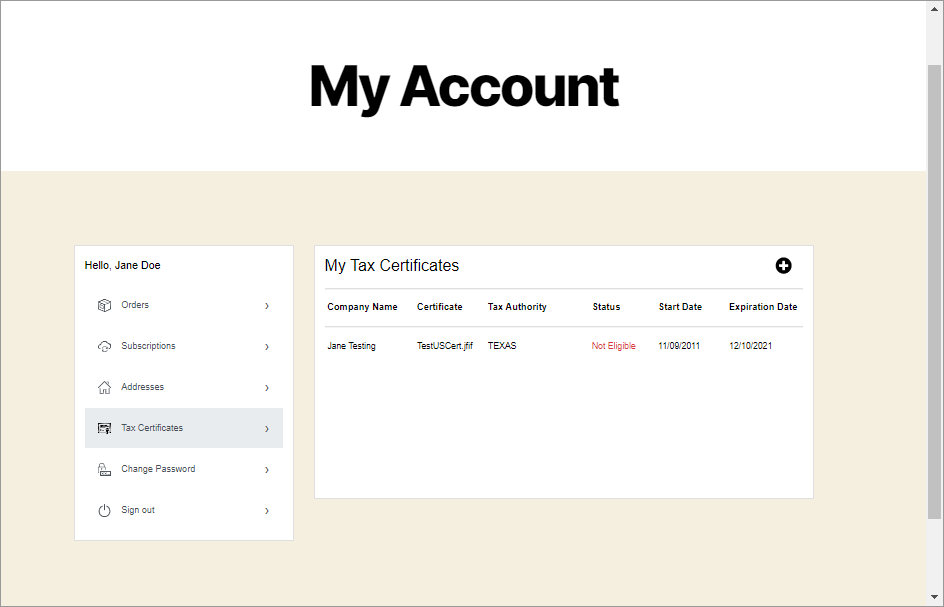 My Account
Hello, Jane Doe
Orders
Subscriptions
Addresses
Tax Certificates
Change Password
Sign out
My Tax Certificates
Company Name Certificate Tax Authority Status Start Date Expiration Date
Jane Testing TestUSCert.jfif TEXAS Not Eligible 11/09/2011 12/10/2021